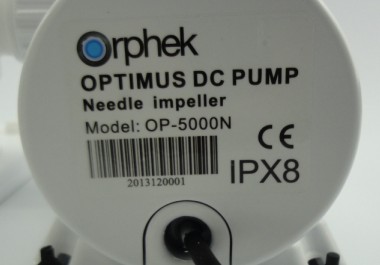 Orphek
OPTIMUS DC PUMP
Needle impeller
Model: OP-5000N
CE
2013120001
IPX8